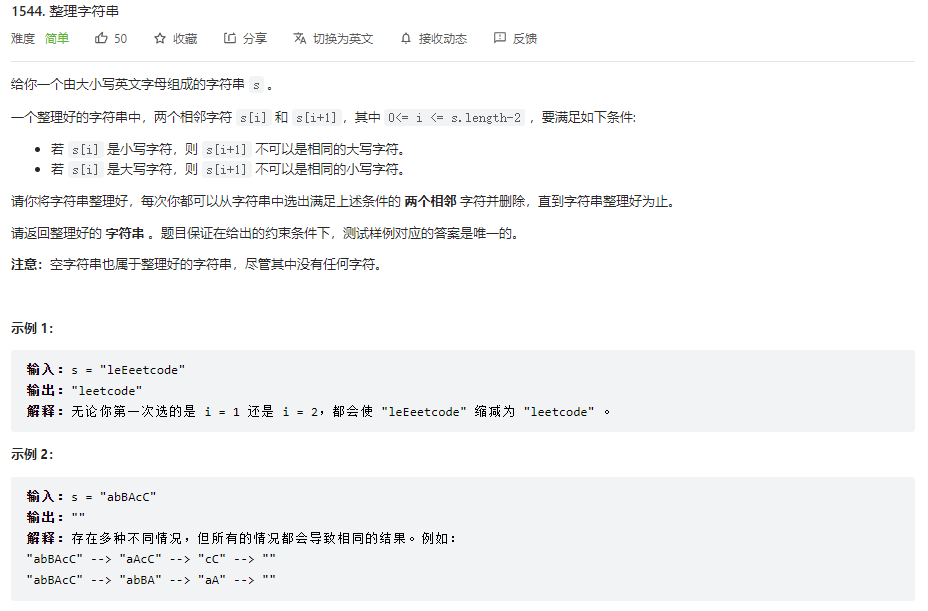 1544. 整理字符串
难度 简单 50 收藏 分享 切换为英文 接收动态 反馈
给你一个由大小写英文字母组成的字符串 s 。
一个整理好的字符串中，两个相邻字符 s[i] 和 s[i+1]，其中 0<= i <= s.length-2 ，要满足如下条件:
若 s[i] 是小写字符，则 s[i+1] 不可以是相同的大写字符。
若 s[i] 是大写字符，则 s[i+1] 不可以是相同的小写字符。
请你将字符串整理好，每次你都可以从字符串中选出满足上述条件的 两个相邻 字符并删除，直到字符串整理好为止。
请返回整理好的 字符串 。题目保证在给出的约束条件下，测试样例对应的答案是唯一的。
注意：空字符串也属于整理好的字符串，尽管其中没有任何字符。
示例 1：
输入：s = "leEeetcode"
输出："leetcode"
解释：无论你第一次选的是 i = 1 还是 i = 2，都会使 "leEeetcode" 缩减为 "leetcode" 。
示例 2：
输入：s = "abBAcC"
输出：""
解释：存在多种不同情况，但所有的情况都会导致相同的结果。例如：
"abBAcC" --> "aAcC" --> "cC" --> ""
"abBAcC" --> "abBA" --> "aA" --> ""